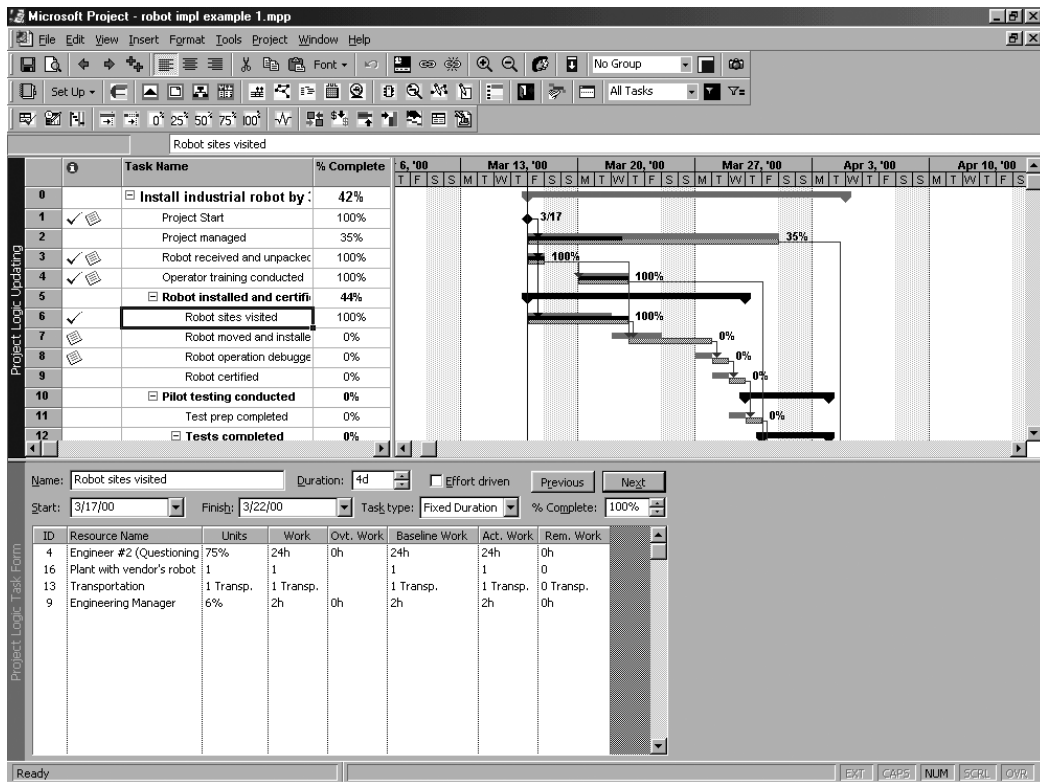 Microsoft Project - robot impl example 1.mpp
File Edit View Insert Format Tools Project Window Help
Font No Group
Set Up All Tasks
0% 25% 50% 75% 100%
Robot sites visited
Task Name % Complete 6, '00 Mar 13, '00 Mar 20, '00 Mar 27, '00 Apr 3, '00 Apr 10, '00
T F S S M T W T F S S M T W T F S S M T W T F S S M T W T F S S M T W T F S
0 Install industrial robot by 42%
1 Project Start 100% 3/17
2 Project managed 35% 35%
3 Robot received and unpacked 100% 100%
4 Operator training conducted 100% 100%
5 Robot installed and certifi 44%
6 Robot sites visited 100% 100%
7 Robot moved and installe 0% 0%
8 Robot operation debugge 0% 0%
9 Robot certified 0% 0%
10 Pilot testing conducted 0%
11 Test prep completed 0% 0%
12 Tests completed 0%
Project Logic Updating
Name: Robot sites visited Duration: 4d Effort driven Previous Next
Start: 3/17/00 Finish: 3/22/00 Task type: Fixed Duration % Complete: 100%
ID Resource Name Units Work Ovt. Work Baseline Work Act. Work Rem. Work
4 Engineer #2 (Questioning 75% 24h 0h 24h 24h 0h
16 Plant with vendor's robot 1 1 1 1 0
13 Transportation 1 Transp. 1 Transp. 1 Transp. 1 Transp. 0 Transp.
9 Engineering Manager 6% 2h 0h 2h 2h 0h
Project Logic Task Form
Ready EXT CAPS NUM SCRL OVR